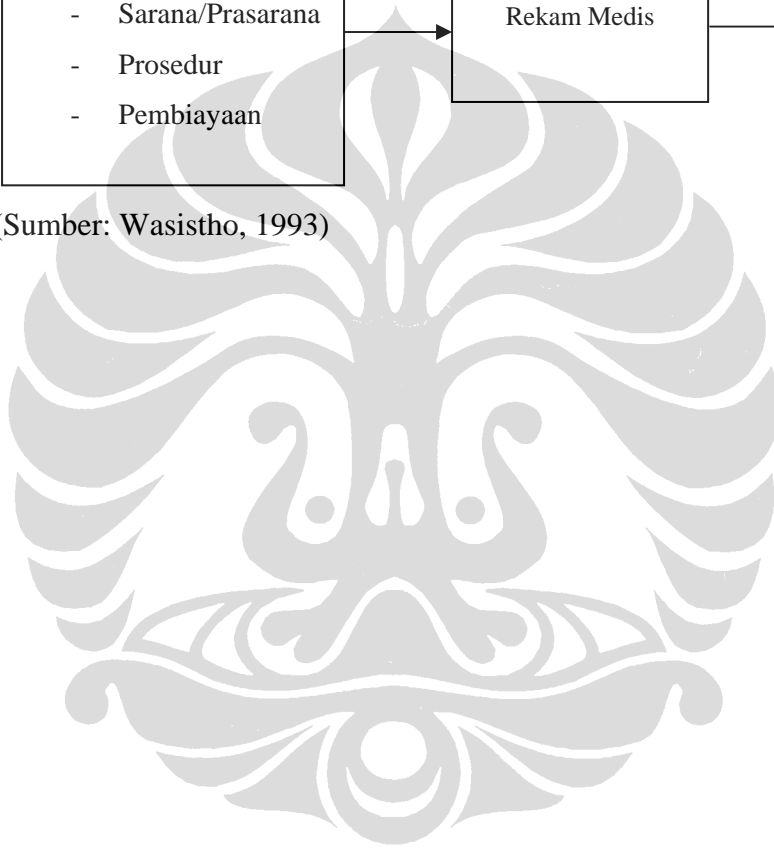 - Sarana/Prasarana
- Prosedur
- Pembiayaan
Rekam Medis
(Sumber: Wasistho, 1993)